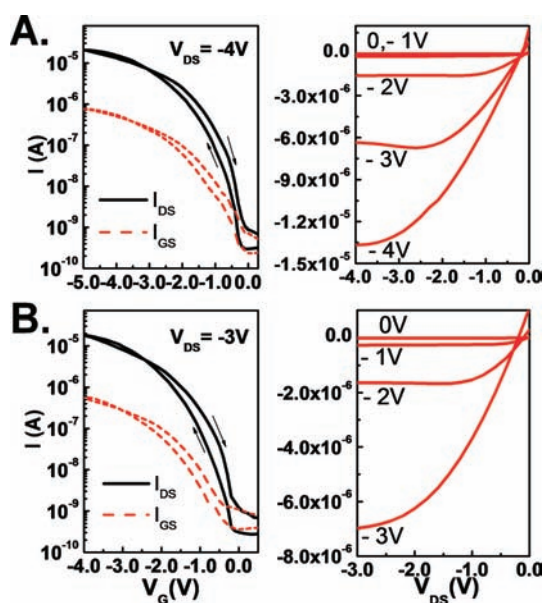 A.
V_DS = -4V
I (A)
10^-5
10^-6
10^-7
10^-8
10^-9
10^-10
I_DS
I_GS
-5.0 -4.0 -3.0 -2.0 -1.0 0.0
0,- 1V
- 2V
- 3V
- 4V
0.0
-3.0x10^-6
-6.0x10^-6
-9.0x10^-6
-1.2x10^-5
-1.5x10^-5
-4.0 -3.0 -2.0 -1.0 0.0
B.
V_DS = -3V
I (A)
10^-5
10^-6
10^-7
10^-8
10^-9
10^-10
I_DS
I_GS
-4.0 -3.0 -2.0 -1.0 0.0
V_G(V)
0V
- 1V
- 2V
- 3V
0.0
-2.0x10^-6
-4.0x10^-6
-6.0x10^-6
-8.0x10^-6
-3.0 -2.0 -1.0 0.0
V_DS(V)